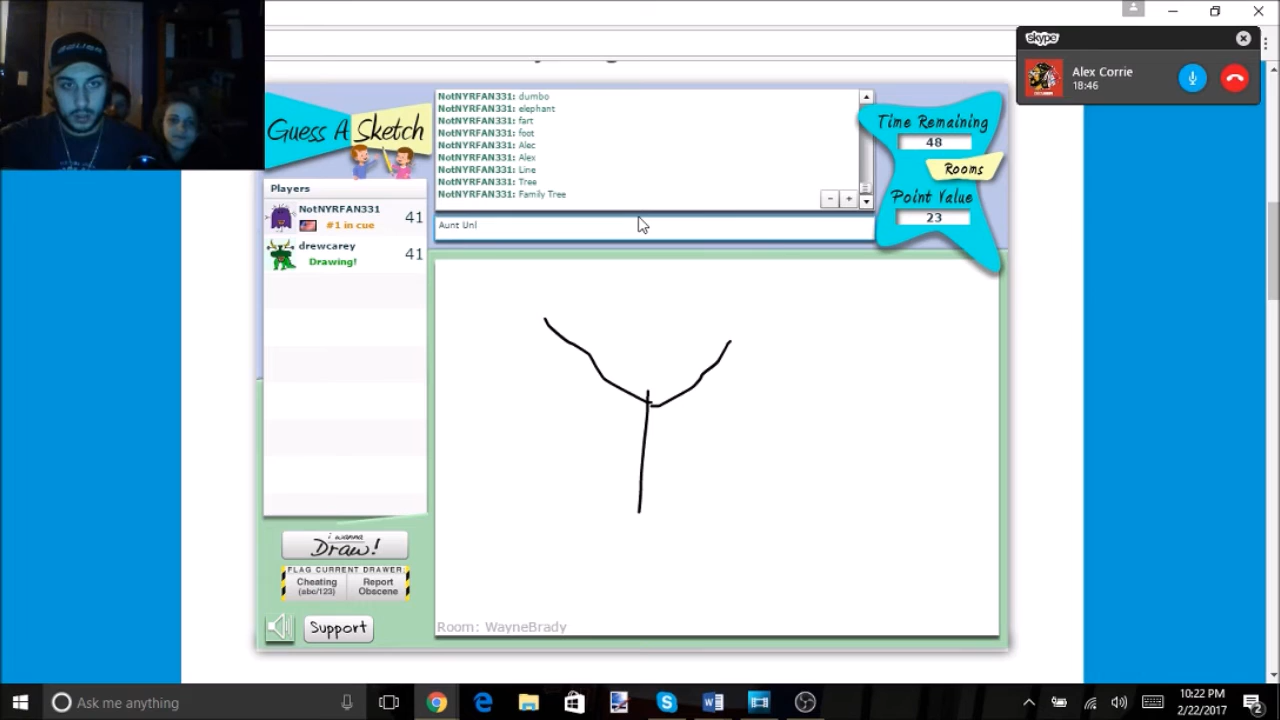 BAUER
skype
Alex Corrie
18:46
Guess A Sketch
NotNYRFAN331: dumbo
NotNYRFAN331: elephant
NotNYRFAN331: fart
NotNYRFAN331: foot
NotNYRFAN331: Alec
NotNYRFAN331: Alex
NotNYRFAN331: Line
NotNYRFAN331: Tree
NotNYRFAN331: Family Tree
- +
Aunt Unl
Time Remaining
48
Rooms
Point Value
23
Players
NotNYRFAN331 41
#1 in cue
drewcarey 41
Drawing!
i wanna
Draw!
FLAG CURRENT DRAWER:
Cheating
(abc/123)
Report
Obscene
Support
Room: WayneBrady
Ask me anything
10:22 PM
2/22/2017
2